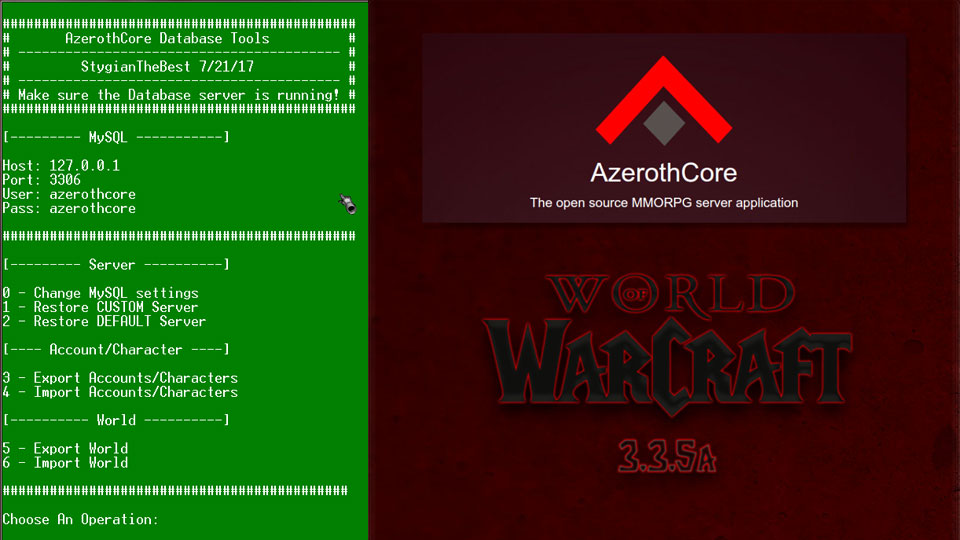 #############################################
# AzerothCore Database Tools #
# ----------------------------------------- #
# StygianTheBest 7/21/17 #
# ----------------------------------------- #
# Make sure the Database server is running! #
#############################################
[--------- MySQL -----------]
Host: 127.0.0.1
Port: 3306
User: azerothcore
Pass: azerothcore
#############################################
[--------- Server ----------]
0 - Change MySQL settings
1 - Restore CUSTOM Server
2 - Restore DEFAULT Server
[---- Account/Character ----]
3 - Export Accounts/Characters
4 - Import Accounts/Characters
[---------- World ----------]
5 - Export World
6 - Import World
############################################
Choose An Operation:
AzerothCore
The open source MMORPG server application
WORLD
OF
WARCRAFT
3.3.5a